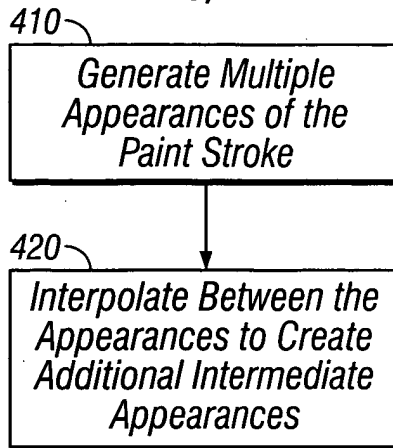 410
Generate Multiple
Appearances of the
Paint Stroke
420
Interpolate Between the
Appearances to Create
Additional Intermediate
Appearances